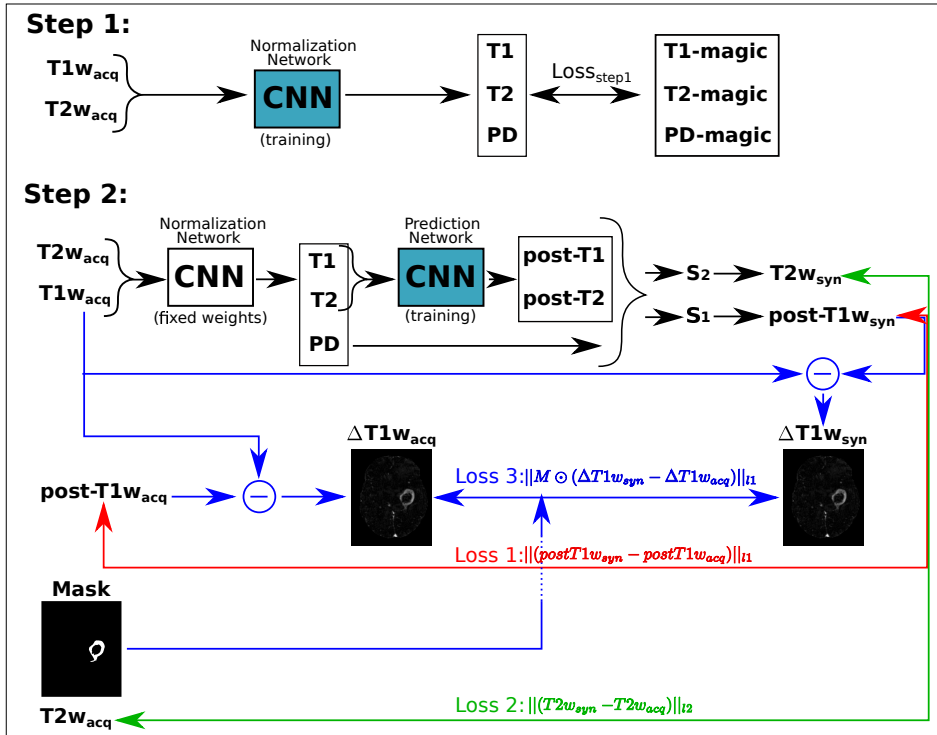 Step 1:
Normalization
Network
T1w_acq
T2w_acq
CNN
(training)
T1
T2
PD
Loss_step1
T1-magic
T2-magic
PD-magic
Step 2:
Normalization
Network
T2w_acq
T1w_acq
CNN
(fixed weights)
T1
T2
PD
Prediction
Network
CNN
(training)
post-T1
post-T2
S₂
T2w_syn
S₁
post-T1w_syn
−
ΔT1w_acq
ΔT1w_syn
post-T1w_acq
−
Loss 3: ||M ⊙ (ΔT1w_syn − ΔT1w_acq)||_l1
Loss 1: ||(postT1w_syn − postT1w_acq)||_l1
Mask
Loss 2: ||(T2w_syn − T2w_acq)||_l2
T2w_acq